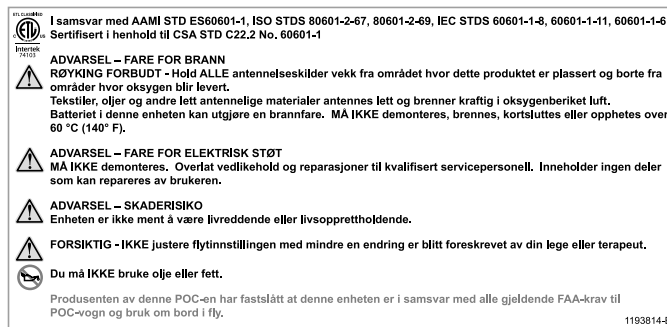 ETL CLASSIFIED
ETL
C US
Intertek
74103
I samsvar med AAMI STD ES60601-1, ISO STDS 80601-2-67, 80601-2-69, IEC STDS 60601-1-8, 60601-1-11, 60601-1-6
Sertifisert i henhold til CSA STD C22.2 No. 60601-1
ADVARSEL – FARE FOR BRANN
RØYKING FORBUDT - Hold ALLE antennelseskilder vekk fra området hvor dette produktet er plassert og borte fra
områder hvor oksygen blir levert.
Tekstiler, oljer og andre lett antennelige materialer antennes lett og brenner kraftig i oksygenberiket luft.
Batteriet i denne enheten kan utgjøre en brannfare. MÅ IKKE demonteres, brennes, kortsluttes eller opphetes over
60 °C (140° F).
ADVARSEL – FARE FOR ELEKTRISK STØT
MÅ IKKE demonteres. Overlat vedlikehold og reparasjoner til kvalifisert servicepersonell. Inneholder ingen deler
som kan repareres av brukeren.
ADVARSEL – SKADERISIKO
Enheten er ikke ment å være livreddende eller livsopprettholdende.
FORSIKTIG - IKKE justere flytinnstillingen med mindre en endring er blitt foreskrevet av din lege eller terapeut.
Du må IKKE bruke olje eller fett.
Produsenten av denne POC-en har fastslått at denne enheten er i samsvar med alle gjeldende FAA-krav til
POC-vogn og bruk om bord i fly.